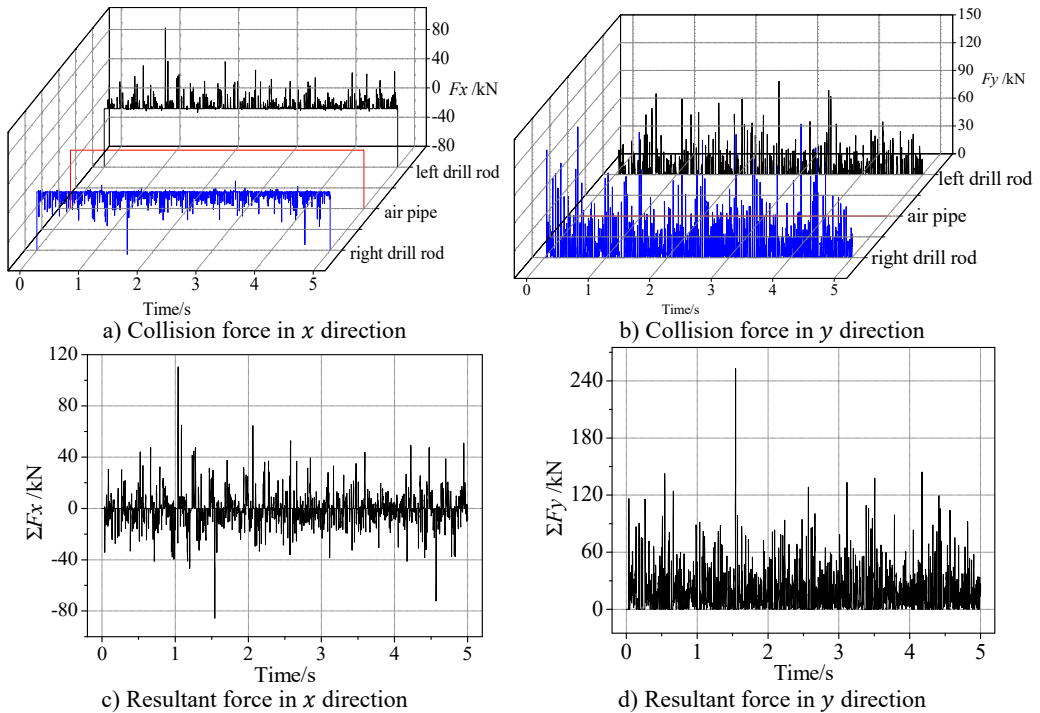 80
40
0
Fx /kN
-40
-80
left drill rod
air pipe
right drill rod
0 1 2 3 4 5
Time/s
a) Collision force in x direction
150
120
90
Fy /kN
60
30
0
left drill rod
air pipe
right drill rod
0 1 2 3 4 5
Time/s
b) Collision force in y direction
120
80
40
0
-40
-80
ΣFx /kN
0 1 2 3 4 5
Time/s
c) Resultant force in x direction
240
180
120
60
0
ΣFy /kN
0 1 2 3 4 5
Time/s
d) Resultant force in y direction